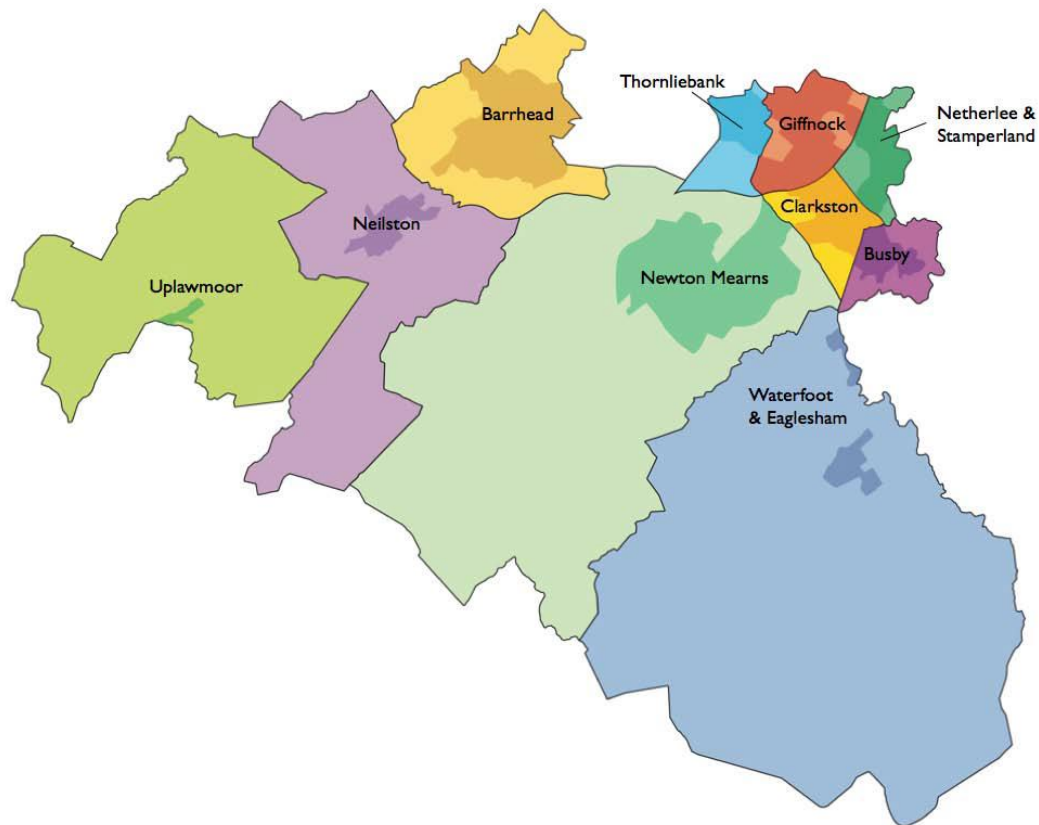 Thornliebank
Barrhead
Giffnock
Netherlee &
Stamperland
Clarkston
Neilston
Busby
Newton Mearns
Uplawmoor
Waterfoot
& Eaglesham